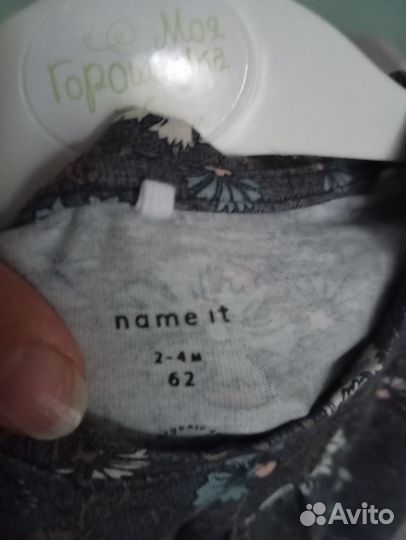 Моя
Горошинка
name it
2-4 M
62
Avito